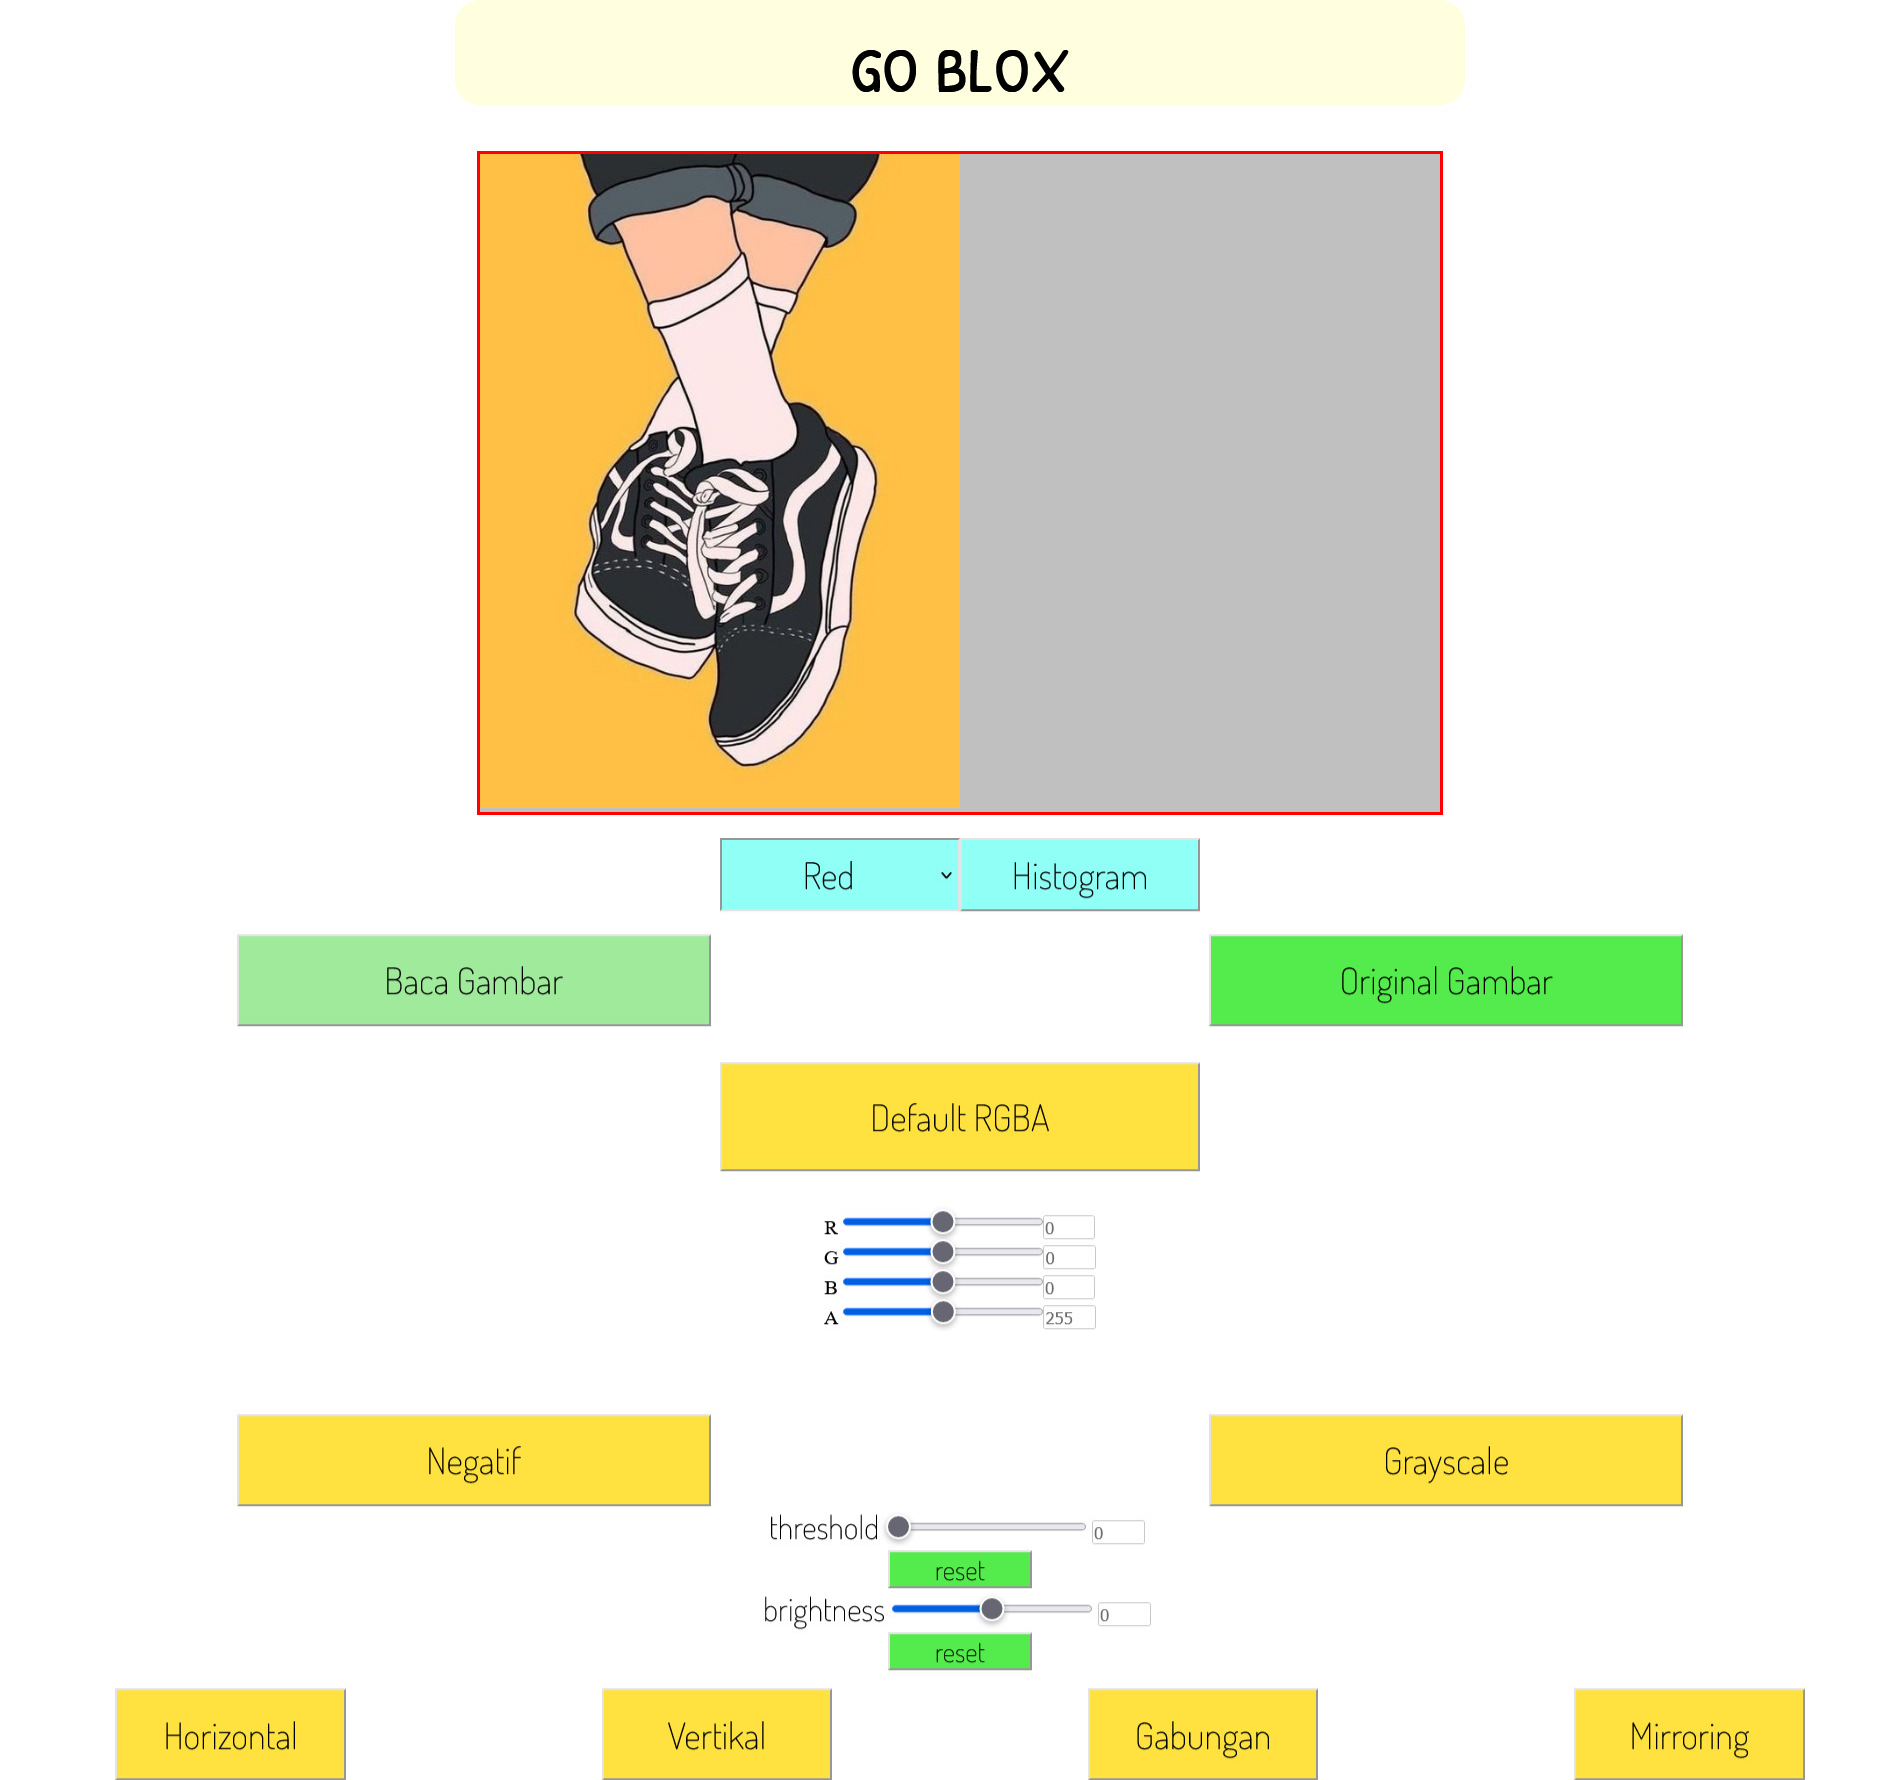 GO BLOX
Red Histogram
Baca Gambar Original Gambar
Default RGBA
R 0
G 0
B 0
A 255
Negatif Grayscale
threshold 0
reset
brightness 0
reset
Horizontal Vertikal Gabungan Mirroring